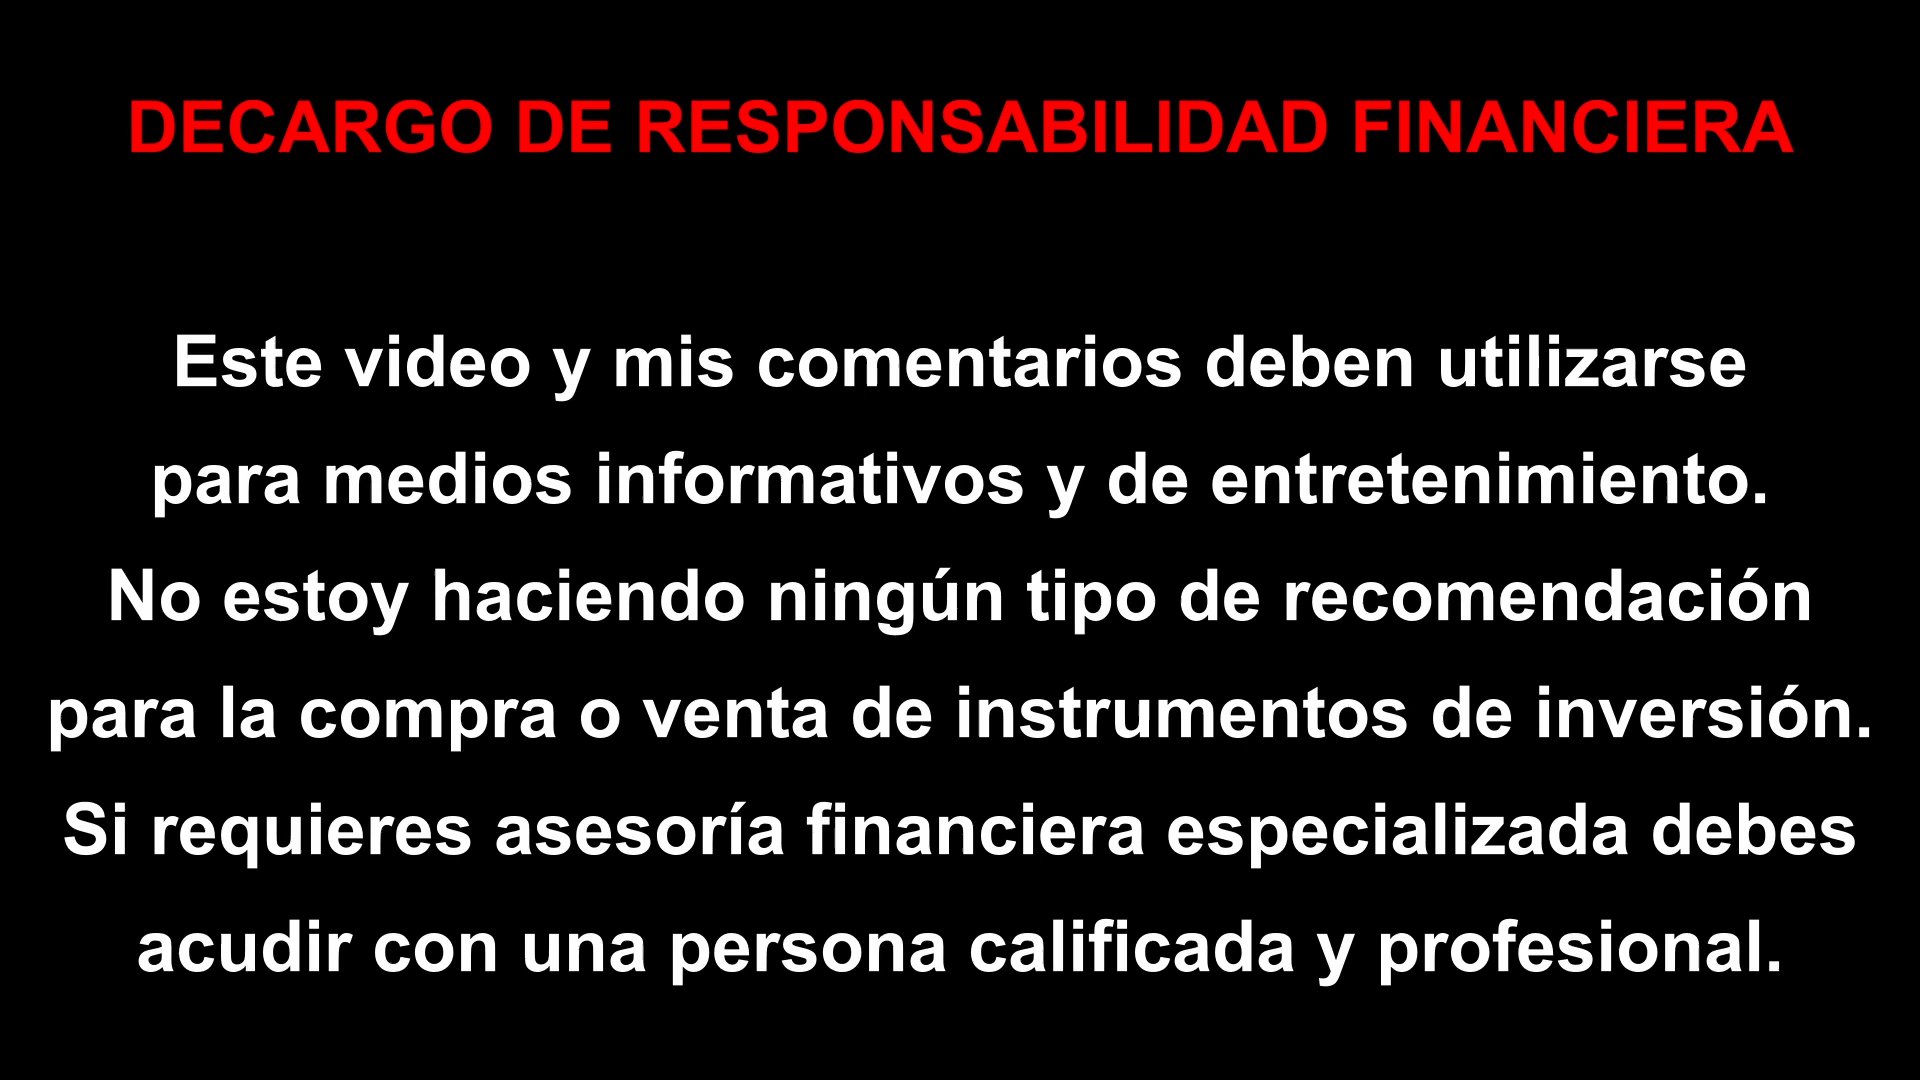 DECARGO DE RESPONSABILIDAD FINANCIERA
Este video y mis comentarios deben utilizarse
para medios informativos y de entretenimiento.
No estoy haciendo ningún tipo de recomendación
para la compra o venta de instrumentos de inversión.
Si requieres asesoría financiera especializada debes
acudir con una persona calificada y profesional.